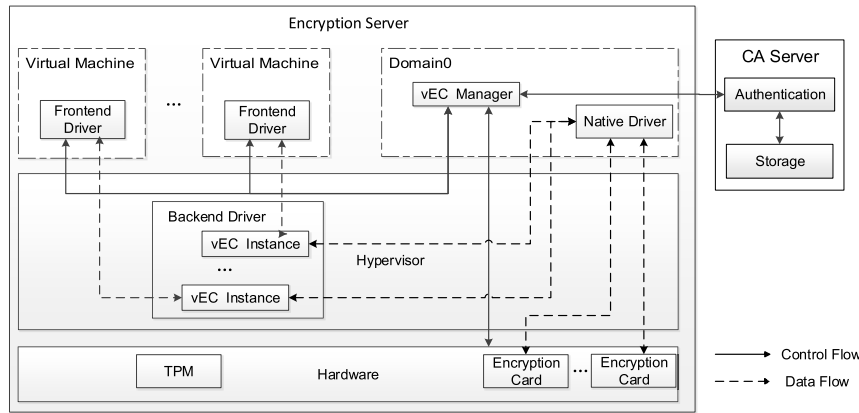 Encryption Server
Virtual Machine
Virtual Machine
Domain0
CA Server
Frontend
Driver
...
Frontend
Driver
vEC Manager
Native Driver
Authentication
Storage
Backend Driver
vEC Instance
...
vEC Instance
Hypervisor
TPM
Hardware
Encryption
Card
...
Encryption
Card
Control Flow
Data Flow